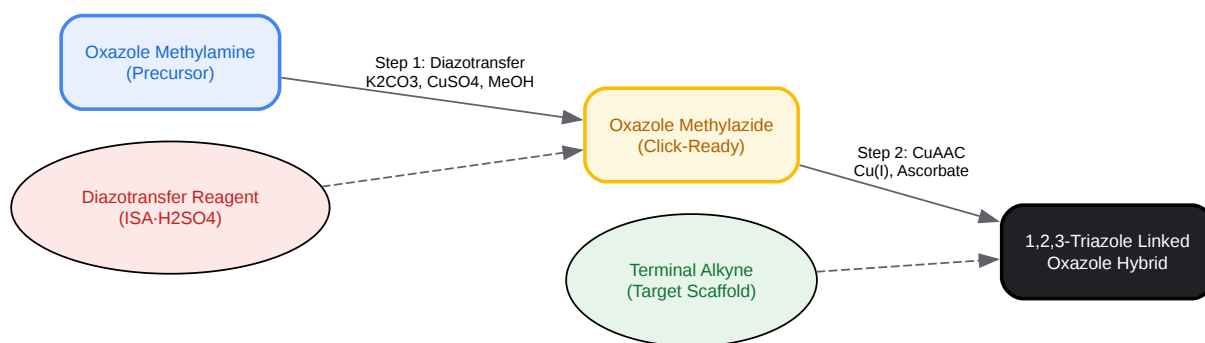 Oxazole Methylamine
(Precursor)
Step 1: Diazotransfer
K2CO3, CuSO4, MeOH
Oxazole Methylazide
(Click-Ready)
Diazotransfer Reagent
(ISA·H2SO4)
Step 2: CuAAC
Cu(I), Ascorbate
Terminal Alkyne
(Target Scaffold)
1,2,3-Triazole Linked
Oxazole Hybrid